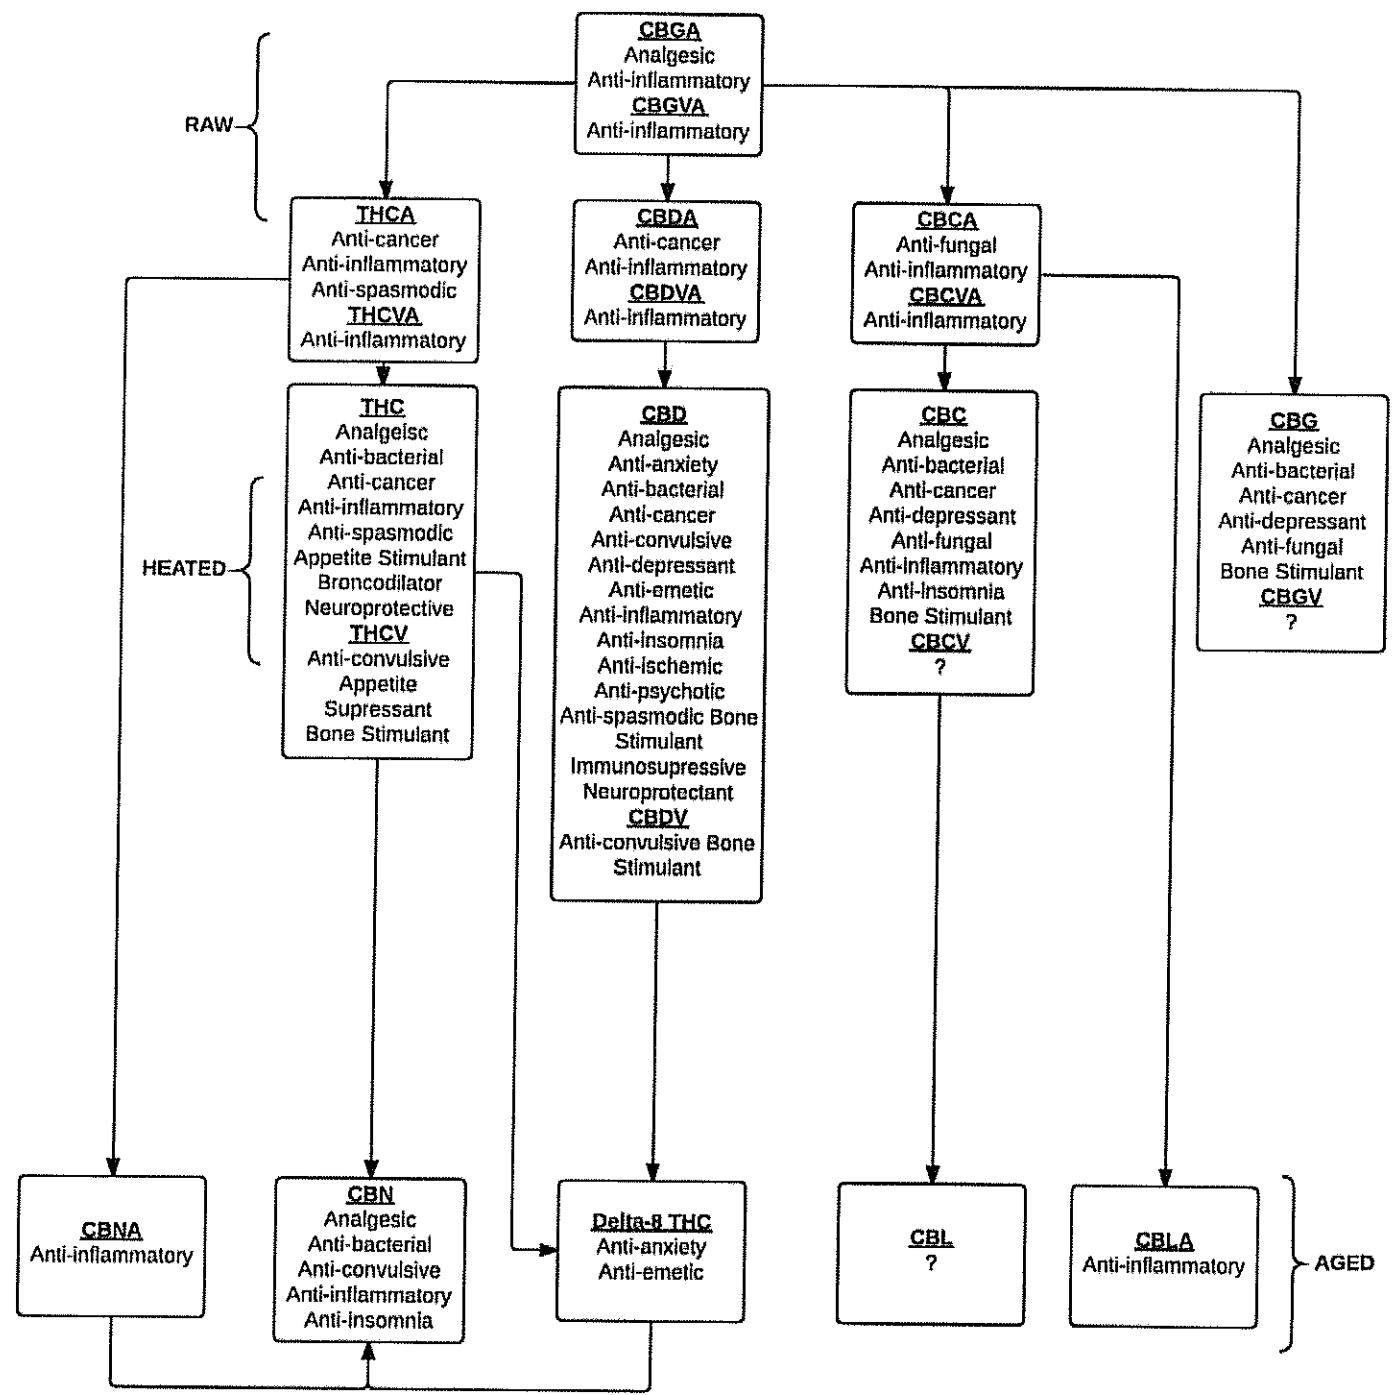 CBGA
Analgesic
Anti-inflammatory
CBGVA
Anti-inflammatory
RAW
THCA
Anti-cancer
Anti-inflammatory
Anti-spasmodic
THCVA
Anti-inflammatory
CBDA
Anti-cancer
Anti-inflammatory
CBDVA
Anti-inflammatory
CBCA
Anti-fungal
Anti-inflammatory
CBCVA
Anti-inflammatory
HEATED
THC
Analgeisc
Anti-bacterial
Anti-cancer
Anti-inflammatory
Anti-spasmodic
Appetite Stimulant
Broncodilator
Neuroprotective
THCV
Anti-convulsive
Appetite
Supressant
Bone Stimulant
CBD
Analgesic
Anti-anxiety
Anti-bacterial
Anti-cancer
Anti-convulsive
Anti-depressant
Anti-emetic
Anti-inflammatory
Anti-insomnia
Anti-ischemic
Anti-psychotic
Anti-spasmodic Bone
Stimulant
Immunosupressive
Neuroprotectant
CBDV
Anti-convulsive Bone
Stimulant
CBC
Analgesic
Anti-bacterial
Anti-cancer
Anti-depressant
Anti-fungal
Anti-inflammatory
Anti-insomnia
Bone Stimulant
CBCV
?
CBG
Analgesic
Anti-bacterial
Anti-cancer
Anti-depressant
Anti-fungal
Bone Stimulant
CBGV
?
CBNA
Anti-inflammatory
CBN
Analgesic
Anti-bacterial
Anti-convulsive
Anti-inflammatory
Anti-insomnia
Delta-8 THC
Anti-anxiety
Anti-emetic
CBL
?
CBLA
Anti-inflammatory
AGED